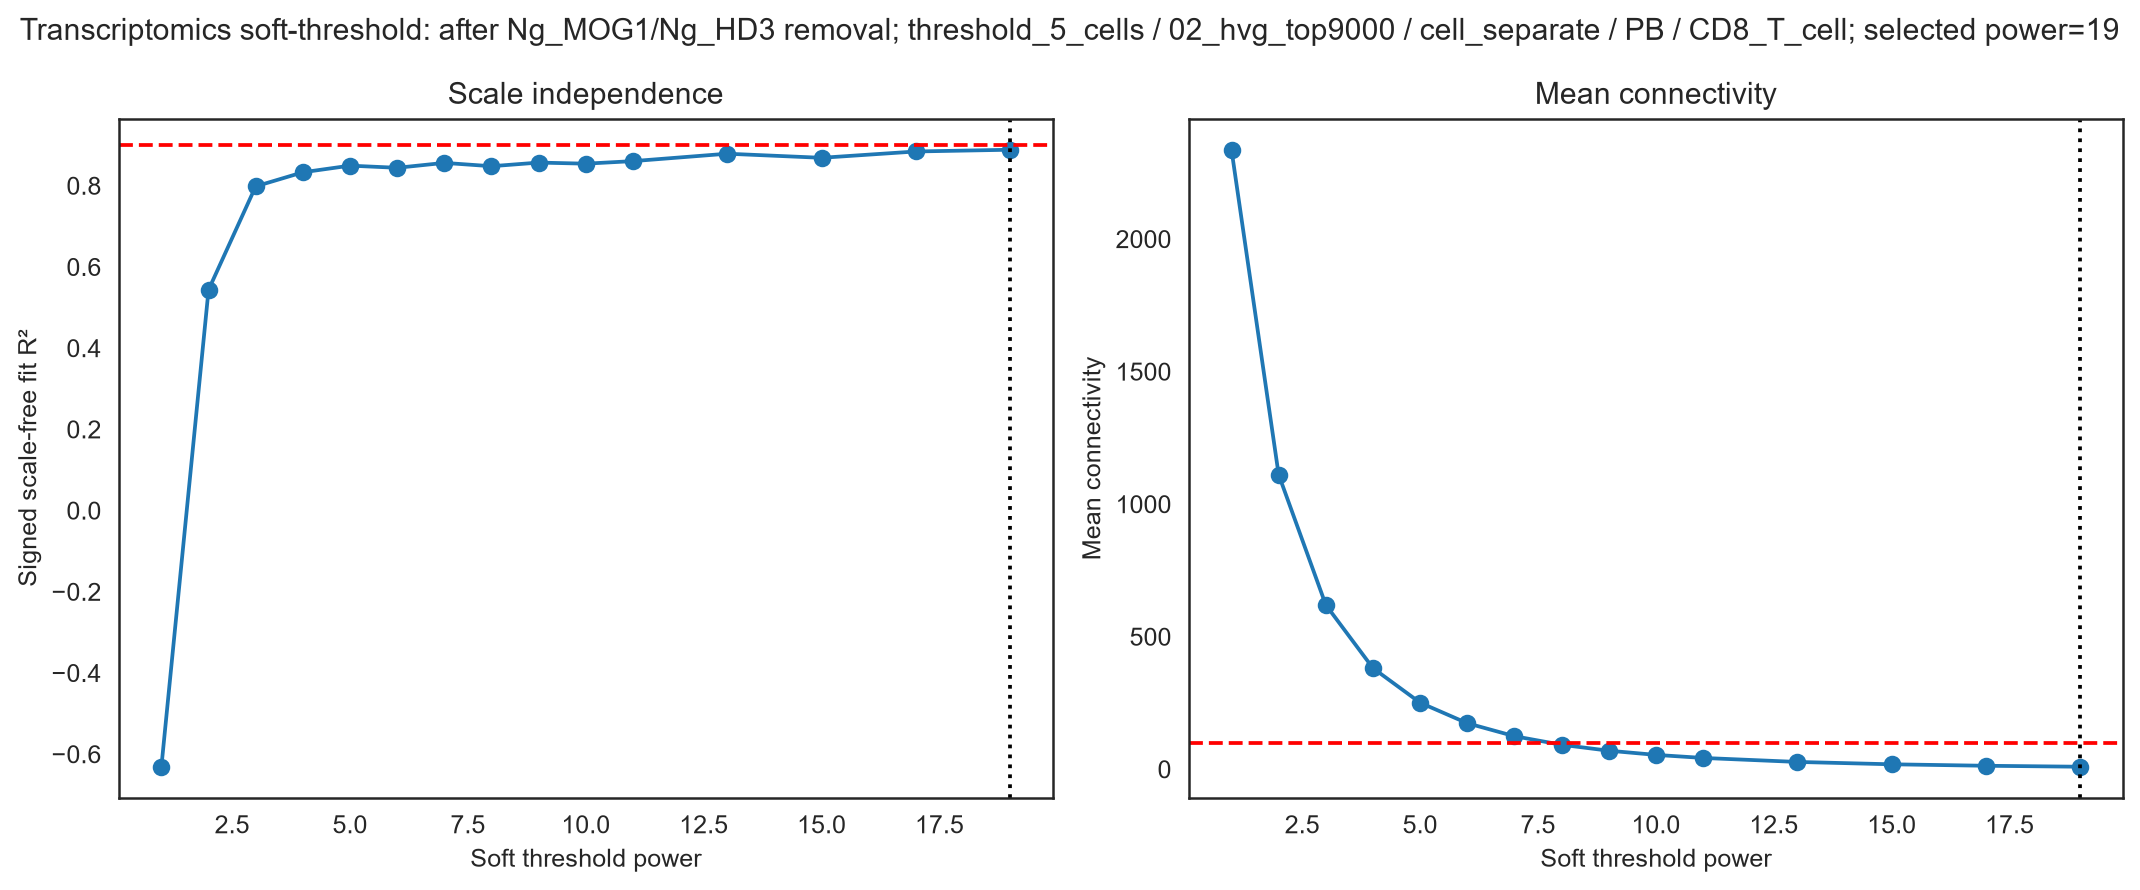 Transcriptomics soft-threshold: after Ng_MOG1/Ng_HD3 removal; threshold_5_cells / 02_hvg_top9000 / cell_separate / PB / CD8_T_cell; selected power=19
Scale independence
Signed scale-free fit R²
0.8
0.6
0.4
0.2
0.0
−0.2
−0.4
−0.6
2.5 5.0 7.5 10.0 12.5 15.0 17.5
Soft threshold power
Mean connectivity
Mean connectivity
2000
1500
1000
500
0
2.5 5.0 7.5 10.0 12.5 15.0 17.5
Soft threshold power